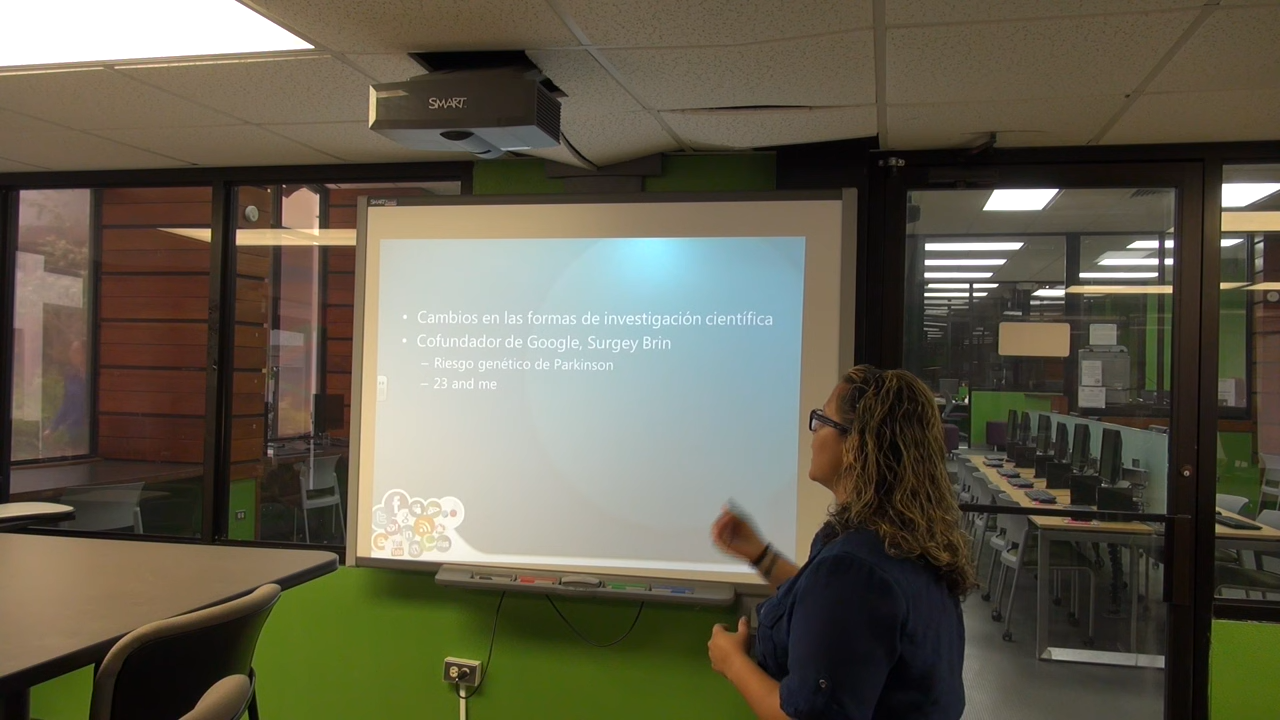 SMART
SMART
• Cambios en las formas de investigación científica
• Cofundador de Google, Surgey Brin
– Riesgo genético de Parkinson
– 23 and me